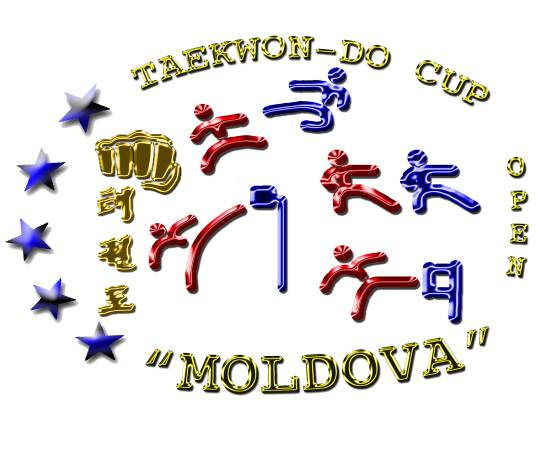 TAEKWON-DO CUP
태권도
OPEN
"MOLDOVA"